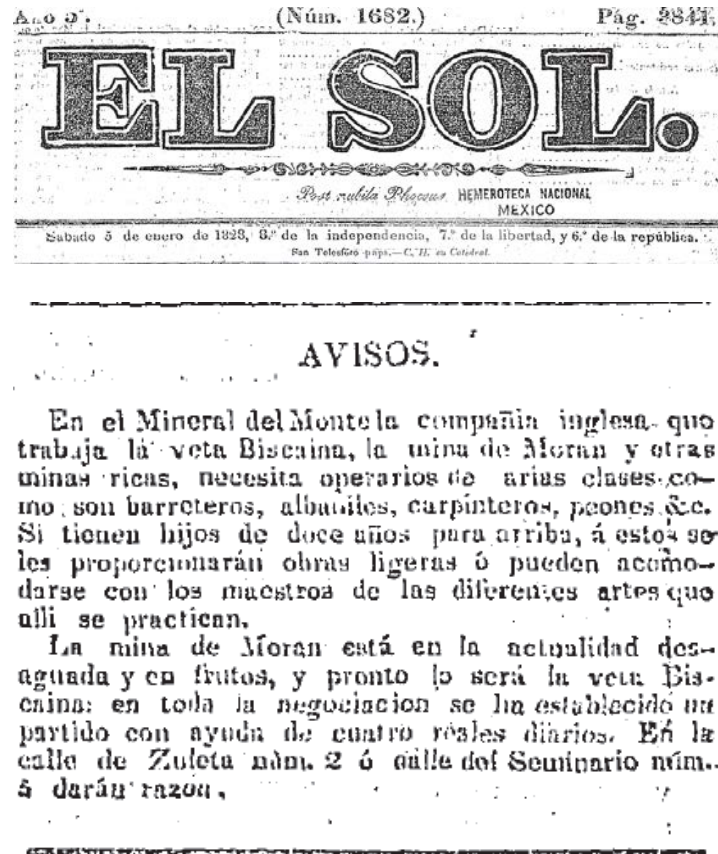 Año 5º. (Núm. 1682.) Pág.
EL SOL.
Post nubila Phoebus HEMEROTECA NACIONAL
MEXICO
Sabado 5 de enero de 1828, 8.º de la independencia, 7.º de la libertad, y 6.º de la república.
San Telesforo papa.—C. H. en Catedral.
AVISOS.
En el Mineral del Monte la compañia inglesa que
trabaja la veta Biscaina, la mina de Moran y otras
minas ricas, necesita operarios de arias clases co-
mo son barreteros, albañiles, carpinteros, peones &c.
Si tienen hijos de doce años para arriba, á estos se
les proporcionarán obras ligeras ó pueden acomo-
darse con los maestros de las diferentes artes que
alli se practican.
La mina de Moran está en la actualidad des-
aguada y en frutos, y pronto lo será la veta Bis-
caina: en toda la negociacion se ha establecido un
partido con ayuda de cuatro reales diarios. En la
calle de Zuleta núm. 2 ó calle del Seminario núm.
5 darán razon.